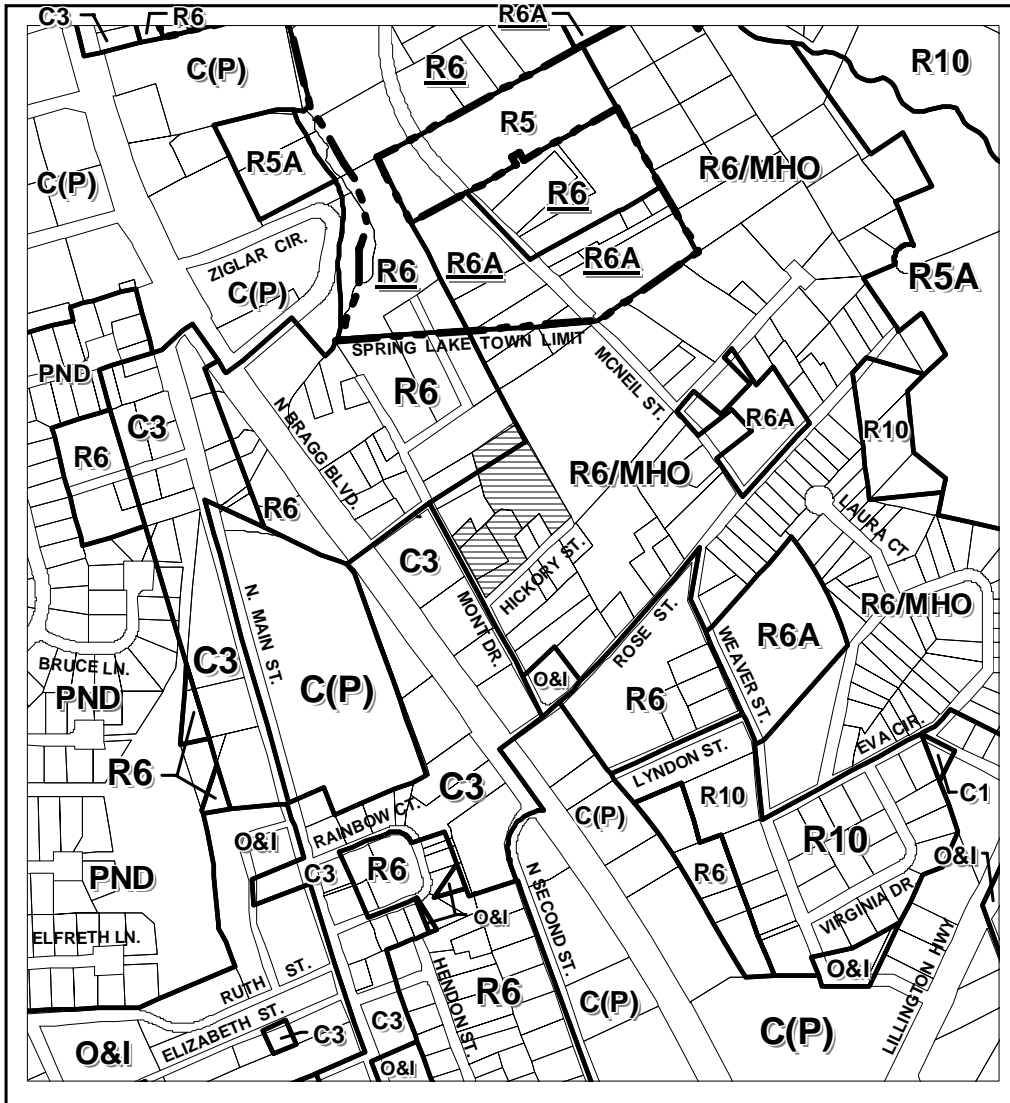 C3
R6
R6A
C(P)
R6
R10
R5
C(P)
R5A
R6/MHO
R6
ZIGLAR CIR.
R6
R6A
R6A
C(P)
R5A
SPRING LAKE TOWN LIMIT
PND
R6
MCNEIL ST.
C3
N BRAGG BLVD.
R6A
R6
R10
R6/MHO
R6
LAURA CT
C3
HICKORY ST.
N. MAIN ST.
MONT DR.
ROSE ST.
R6/MHO
R6A
WEAVER ST.
C3
BRUCE LN.
C(P)
O&I
R6
PND
EVA CIR.
LYNDON ST.
R6
C3
R10
C1
C(P)
RAINBOW CT.
O&I
R10
R6
O&I
C3
R6
PND
VIRGINIA DR
O&I
N SECOND ST.
ELFRETH LN.
O&I
LILLINGTON HWY
RUTH ST.
HENDON ST.
R6
C(P)
C3
C3
ELIZABETH ST.
C(P)
O&I
O&I